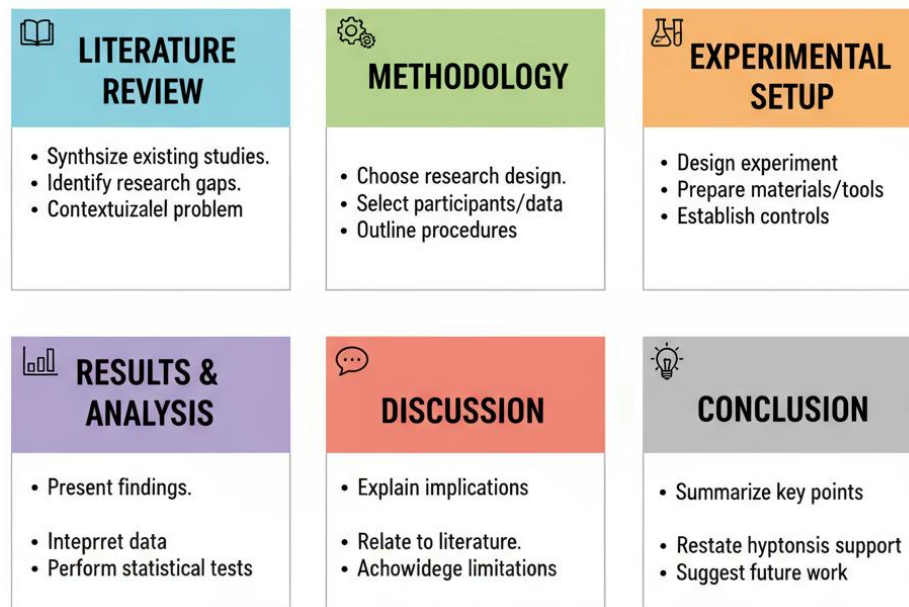 LITERATURE
REVIEW
• Synthsize existing studies.
• Identify research gaps.
• Contextuizalel problem
METHODOLOGY
• Choose research design.
• Select participants/data
• Outline procedures
EXPERIMENTAL
SETUP
• Design experiment
• Prepare materials/tools
• Establish controls
RESULTS &
ANALYSIS
• Present findings.
• Inteprret data
• Perform statistical tests
DISCUSSION
• Explain implications
• Relate to literature.
• Achowidege limitations
CONCLUSION
• Summarize key points
• Restate hyptonsis support
• Suggest future work